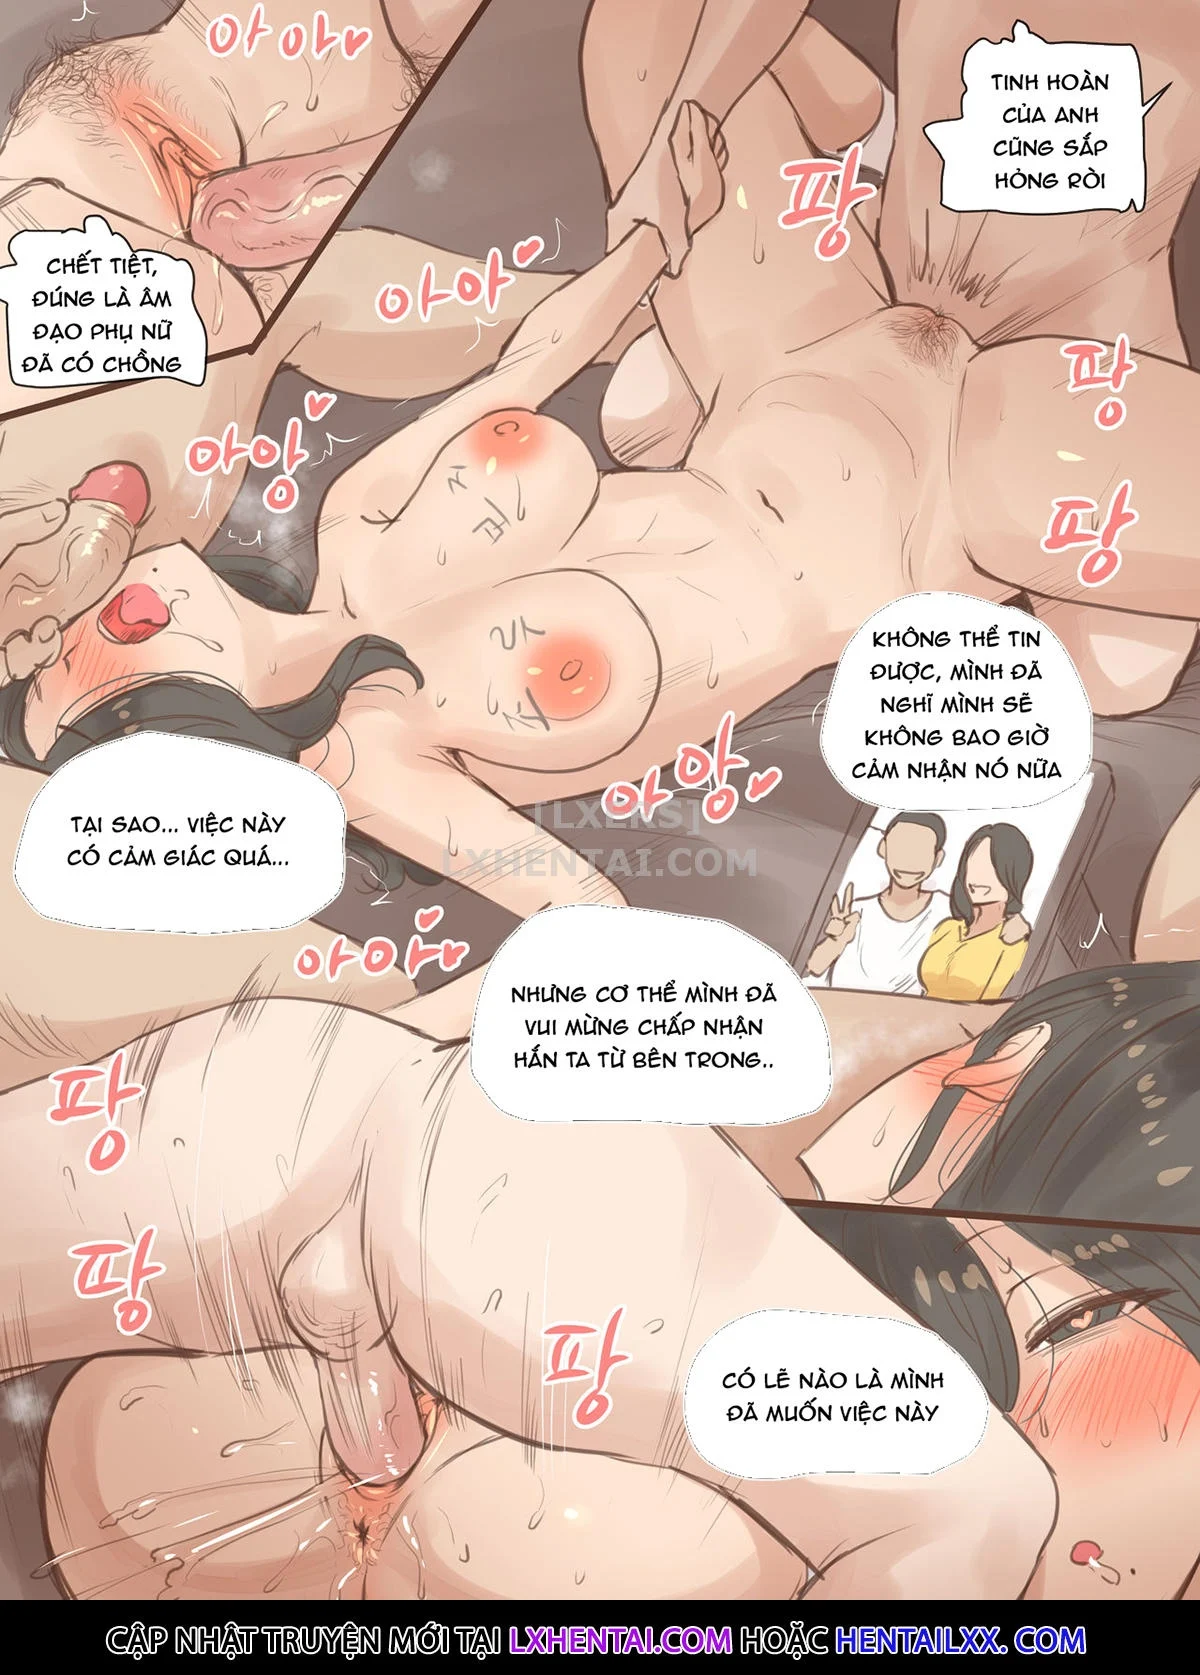 아아♥
TINH HOÀN
CỦA ANH
CŨNG SẮP
HỎNG RỒI
팡
CHẾT TIỆT,
ĐÚNG LÀ ÂM
ĐẠO PHỤ NỮ
ĐÃ CÓ CHỒNG
아아♥
팡
아앙♥
팡
KHÔNG THỂ TIN
ĐƯỢC, MÌNH ĐÃ
NGHĨ MÌNH SẼ
KHÔNG BAO GIỜ
CẢM NHẬN NÓ NỮA
아앙♥
TẠI SAO... VIỆC NÀY
CÓ CẢM GIÁC QUÁ...
[LXERS]
LXHENTAI.COM
아아♥
NHƯNG CƠ THỂ MÌNH ĐÃ
VUI MỪNG CHẤP NHẬN
HẮN TA TỪ BÊN TRONG..
팡
팡
팡
CÓ LẼ NÀO LÀ MÌNH
ĐÃ MUỐN VIỆC NÀY
CẬP NHẬT TRUYỆN MỚI TẠI LXHENTAI.COM HOẶC HENTAILXX. COM